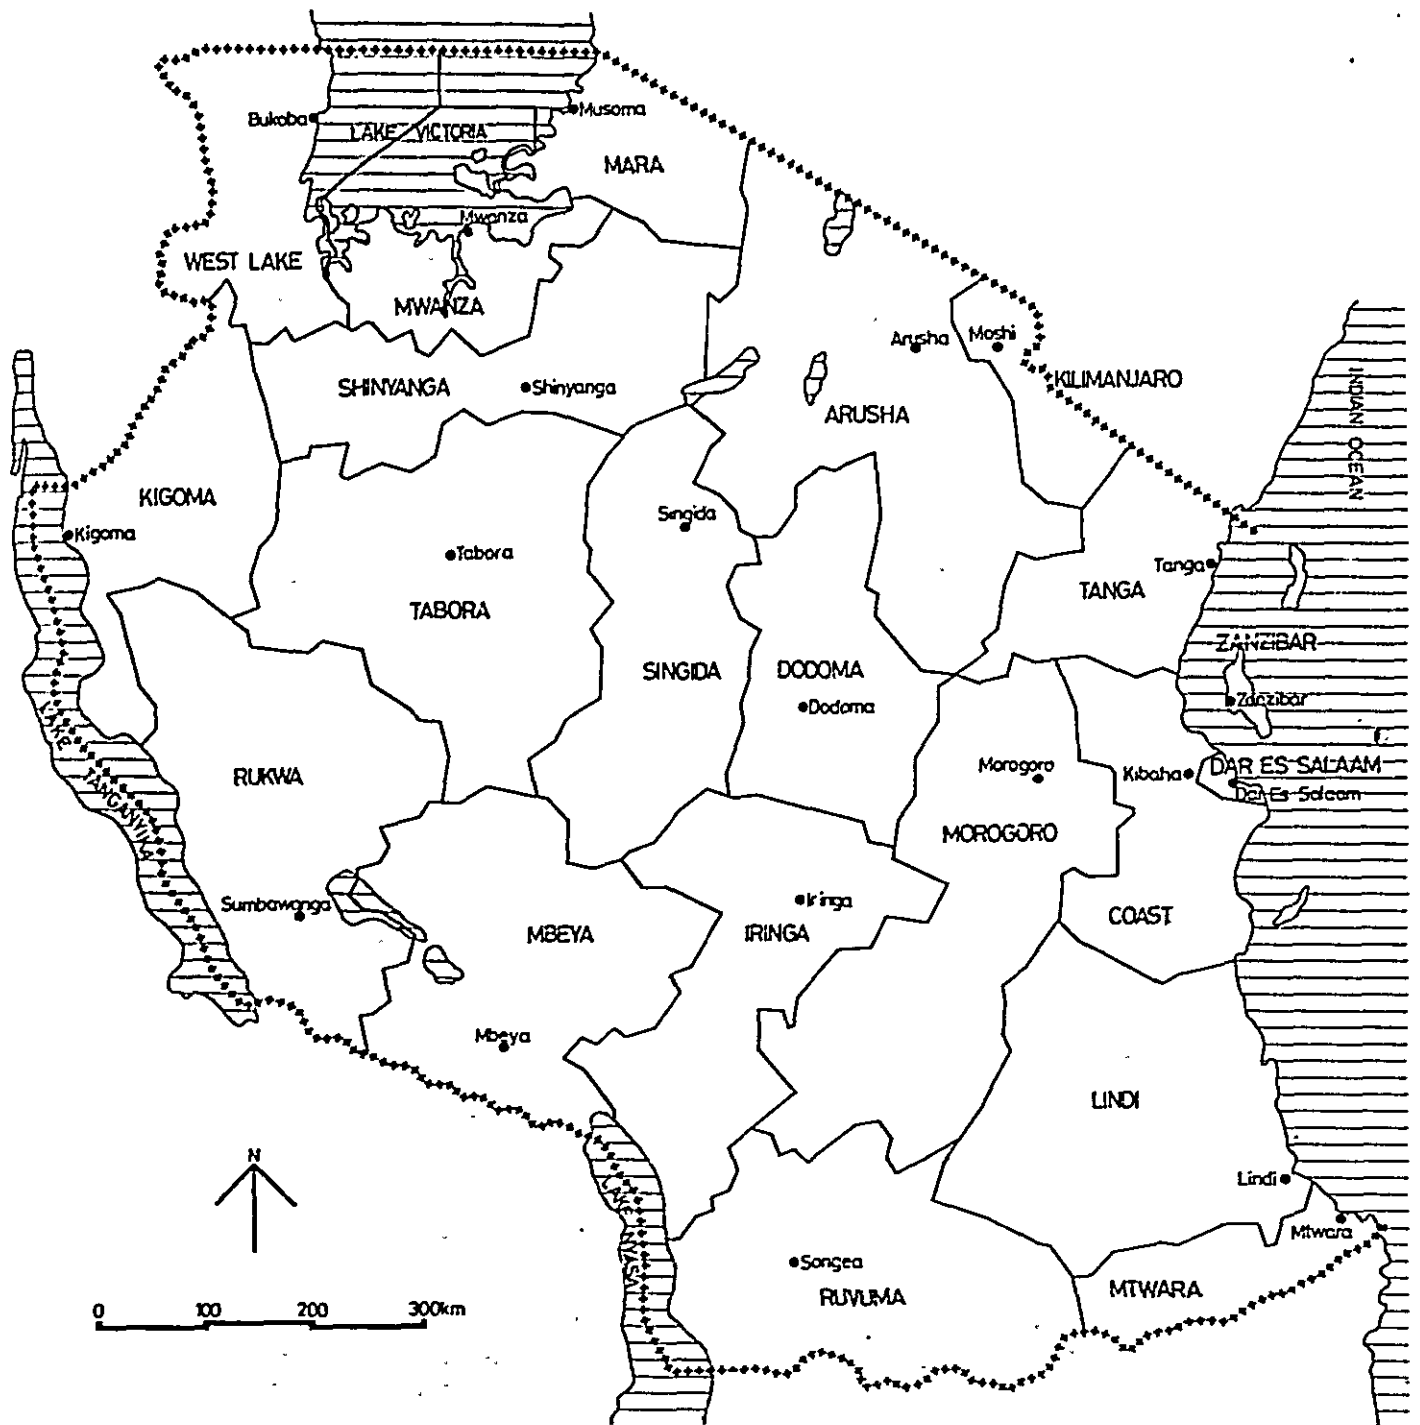 Bukoba
Musoma
LAKE VICTORIA
MARA
Mwanza
WEST LAKE
MWANZA
Arusha
Moshi
SHINYANGA
Shinyanga
KILIMANJARO
ARUSHA
INDIAN OCEAN
KIGOMA
Singida
Kigoma
Tabora
Tanga
TANGA
TABORA
ZANZIBAR
SINGIDA
DODOMA
Zanzibar
Dodoma
LAKE TANGANYIKA
RUKWA
Morogoro
Kibaha
DAR ES SALAAM
Dar Es Salaam
MOROGORO
Sumbawanga
Iringa
COAST
MBEYA
IRINGA
Mbeya
LINDI
N
Lindi
LAKE NYASA
Mtwara
Songea
RUVUMA
MTWARA
0 100 200 300km